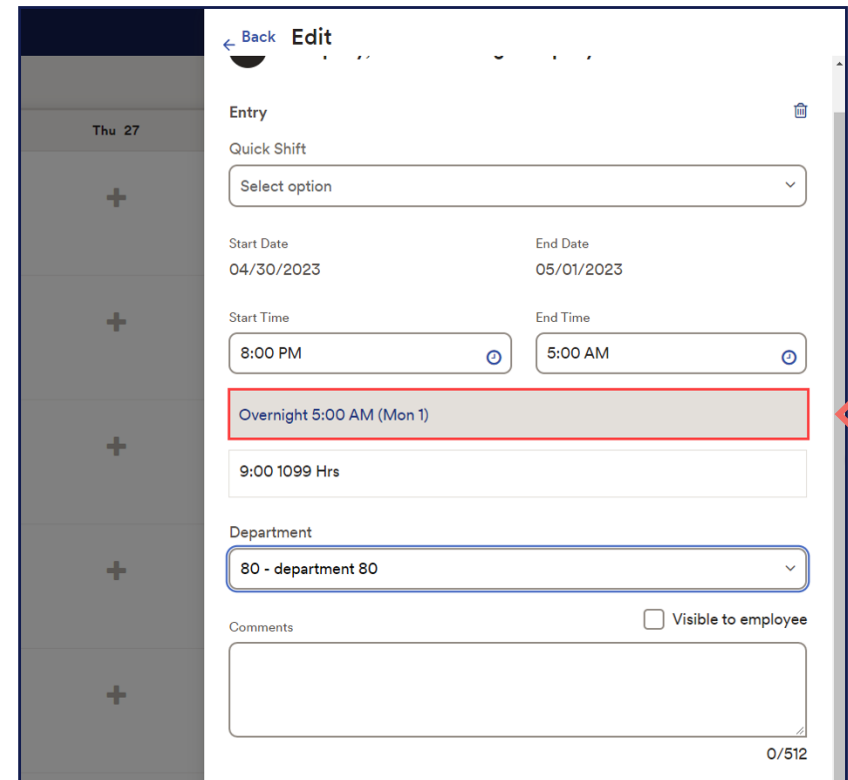 Back Edit
Entry
Thu 27
Quick Shift
Select option
Start Date End Date
04/30/2023 05/01/2023
Start Time End Time
8:00 PM 5:00 AM
Overnight 5:00 AM (Mon 1)
9:00 1099 Hrs
Department
80 - department 80
Visible to employee
Comments
0/512